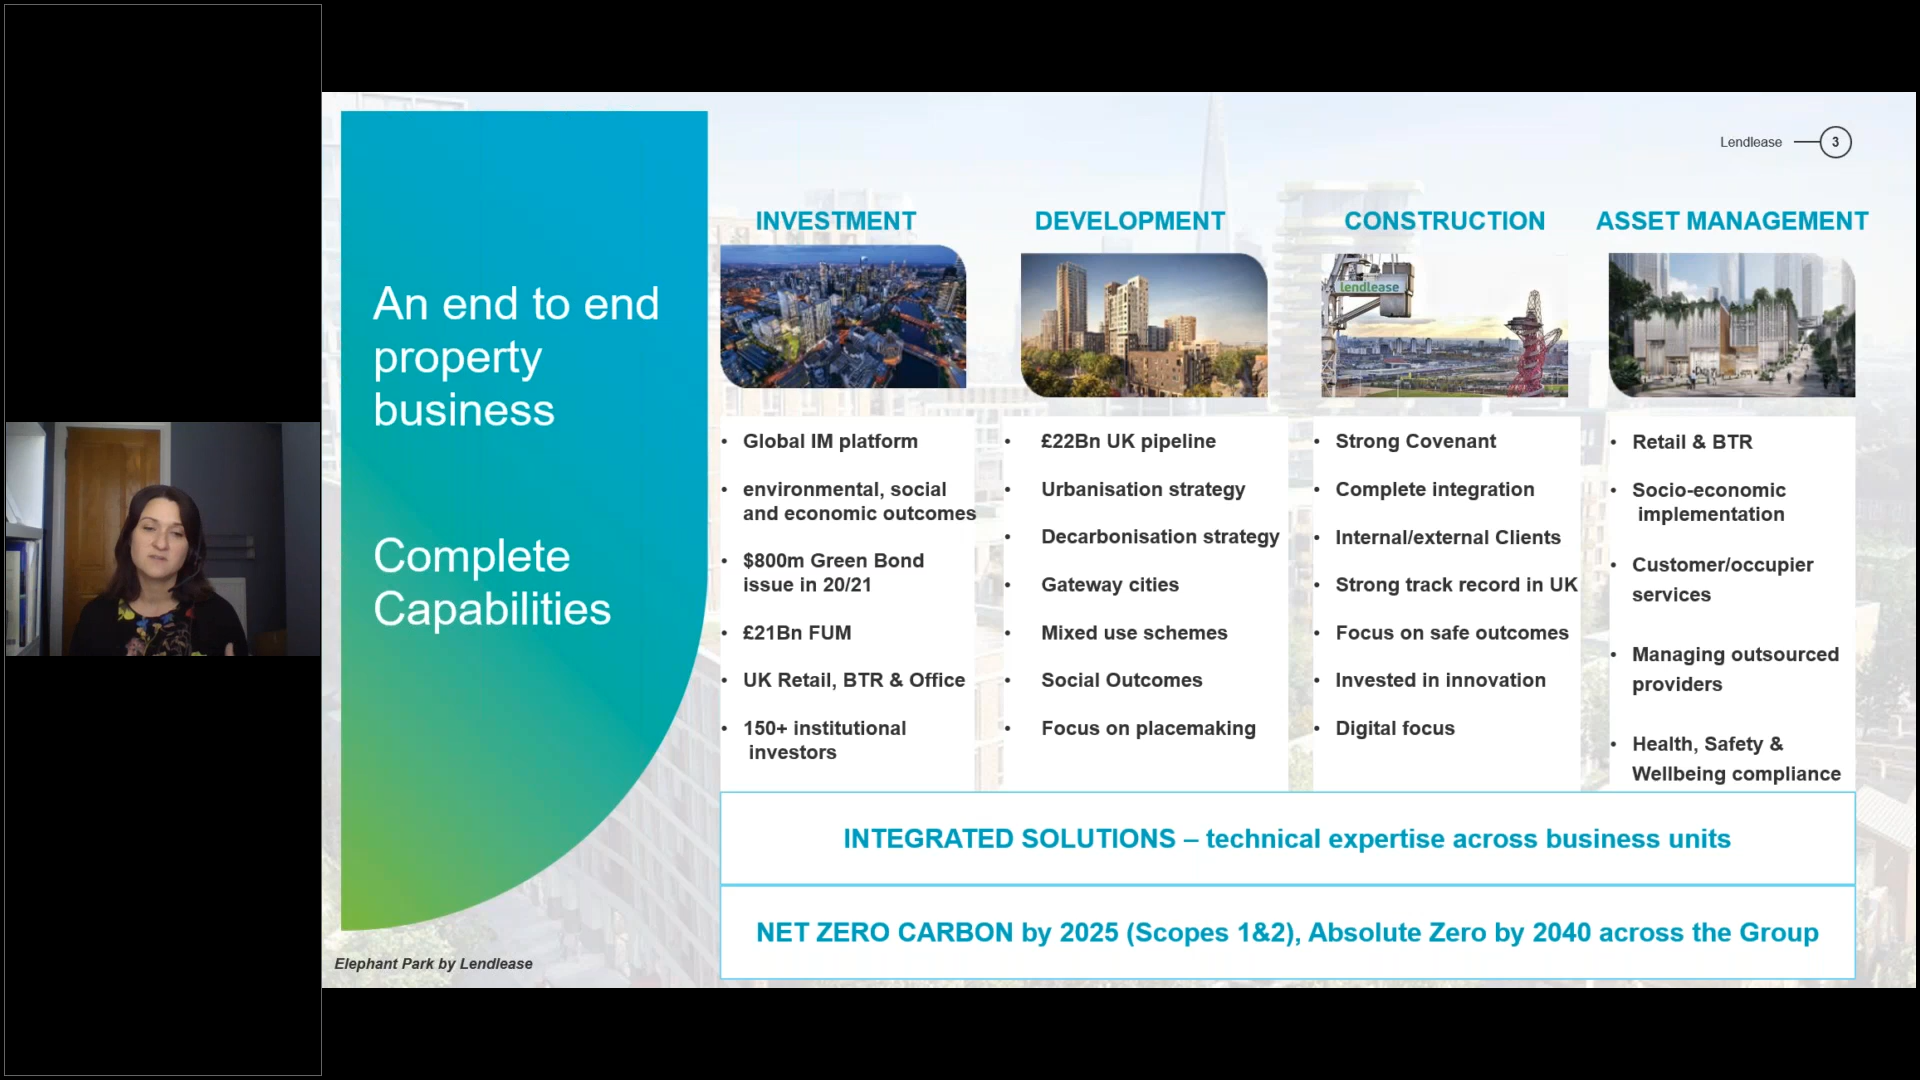 Lendlease 3
An end to end
property
business
Complete
Capabilities
Elephant Park by Lendlease
INVESTMENT
• Global IM platform
• environmental, social
and economic outcomes
• $800m Green Bond
issue in 20/21
• £21Bn FUM
• UK Retail, BTR & Office
• 150+ institutional
investors
DEVELOPMENT
• £22Bn UK pipeline
• Urbanisation strategy
• Decarbonisation strategy
• Gateway cities
• Mixed use schemes
• Social Outcomes
• Focus on placemaking
CONSTRUCTION
lendlease
• Strong Covenant
• Complete integration
• Internal/external Clients
• Strong track record in UK
• Focus on safe outcomes
• Invested in innovation
• Digital focus
ASSET MANAGEMENT
• Retail & BTR
• Socio-economic
implementation
• Customer/occupier
services
• Managing outsourced
providers
• Health, Safety &
Wellbeing compliance
INTEGRATED SOLUTIONS – technical expertise across business units
NET ZERO CARBON by 2025 (Scopes 1&2), Absolute Zero by 2040 across the Group